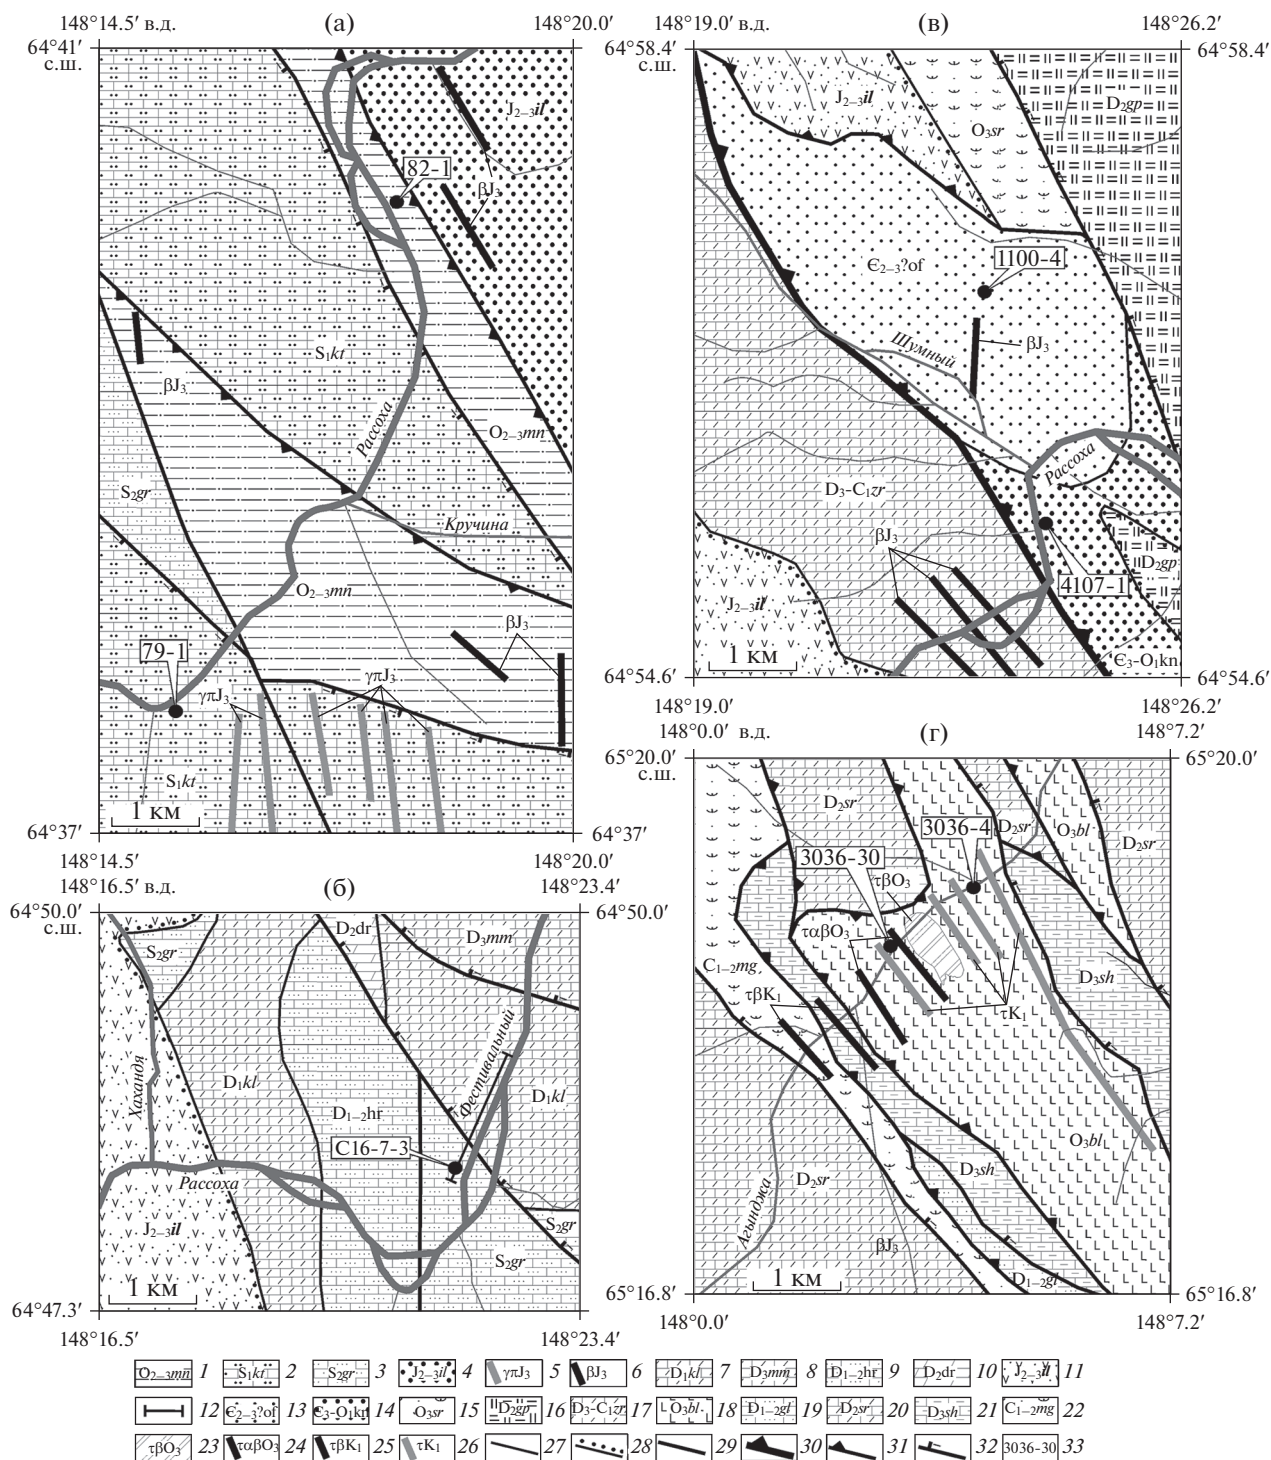 148°14.5′ в.д. (а) 148°20.0′
64°41′
с.ш.
J₂₋₃il
82-1
βJ₃
S₁kt
βJ₃
Рассоха
O₂₋₃mn
S₂gr
Кручина
O₂₋₃mn
βJ₃
79-1
γπJ₃
γπJ₃
S₁kt
1 км
64°37′ 64°37′
148°14.5′ 148°20.0′
148°19.0′ (в) 148°26.2′
64°58.4′ 64°58.4′
с.ш.
J₂₋₃il
O₃sr
D₂gp
Є₂₋₃?of
1100-4
Шумный
βJ₃
Рассоха
D₃-C₁zr
βJ₃
D₂gp
4107-1
J₂₋₃il
1 км
Є₃-O₁kn
64°54.6′ 64°54.6′
148°19.0′ 148°26.2′
148°16.5′ в.д. (б) 148°23.4′
64°50.0′ 64°50.0′
с.ш.
D₂dr
D₃mm
S₂gr
Хахандя
D₁kl
Фестивальный
D₁kl
D₁₋₂hr
С16-7-3
Рассоха
J₂₋₃il
S₂gr
S₂gr
1 км
64°47.3′
148°16.5′ 148°23.4′
148°0.0′ в.д. (г) 148°7.2′
65°20.0′ 65°20.0′
с.ш.
D₂sr
3036-4
D₂sr
O₃bl
D₂sr
3036-30
τβO₃
ταβO₃
C₁₋₂mg
D₃sh
τβK₁
τK₁
O₃bl
D₃sh
D₂sr
Агынджа
βJ₃
D₁₋₂gl
1 км
65°16.8′ 65°16.8′
148°0.0′ 148°7.2′
O₂₋₃mn 1 S₁kt 2 S₂gr 3 J₂₋₃il 4 γπJ₃ 5 βJ₃ 6 D₁kl 7 D₃mm 8 D₁₋₂hr 9 D₂dr 10 J₂₋₃il 11
12 Є₂₋₃?of 13 Є₃-O₁kn 14 O₃sr 15 D₂gp 16 D₃-C₁zr 17 O₃bl 18 D₁₋₂gl 19 D₂sr 20 D₃sh 21 C₁₋₂mg 22
τβO₃ 23 ταβO₃ 24 τβK₁ 25 τK₁ 26 27 28 29 30 31 32 3036-30 33